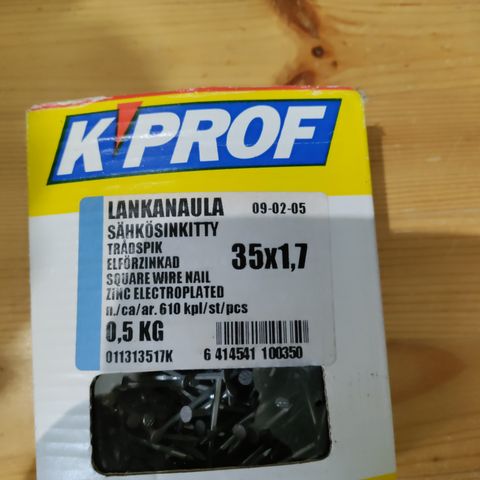 K'PROF
LANKANAULA 09-02-05
SÄHKÖSINKITTY
TRÅDSPIK 35x1,7
ELFÖRZINKAD
SQUARE WIRE NAIL
ZINC ELECTROPLATED
n./ca/ar. 610 kpl/st/pcs
0,5 KG
011313517K 6 414541 100350